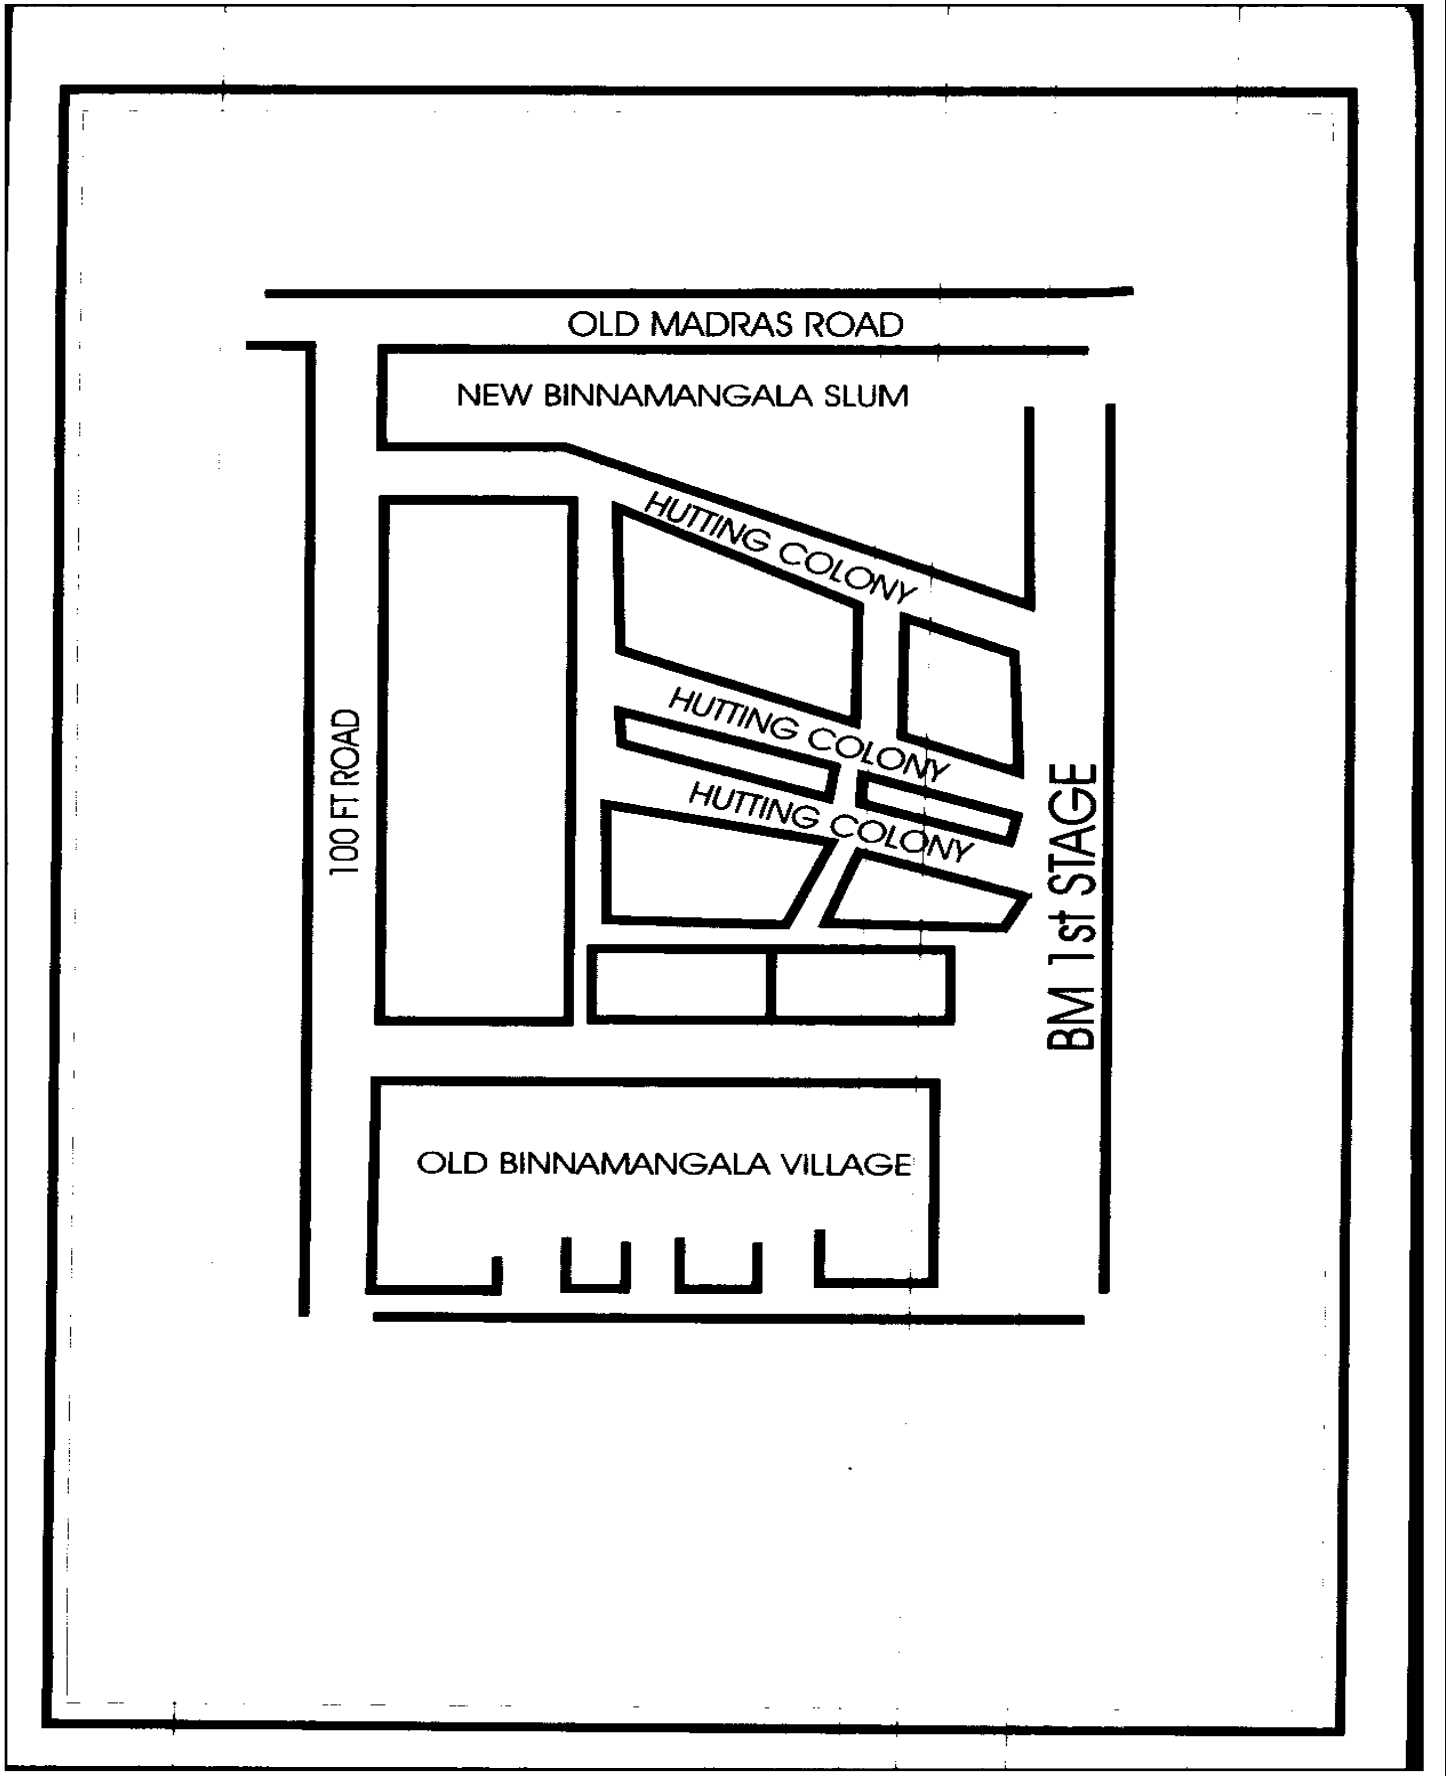 OLD MADRAS ROAD
NEW BINNAMANGALA SLUM
HUTTING COLONY
HUTTING COLONY
HUTTING COLONY
100 FT ROAD
BM 1st STAGE
OLD BINNAMANGALA VILLAGE